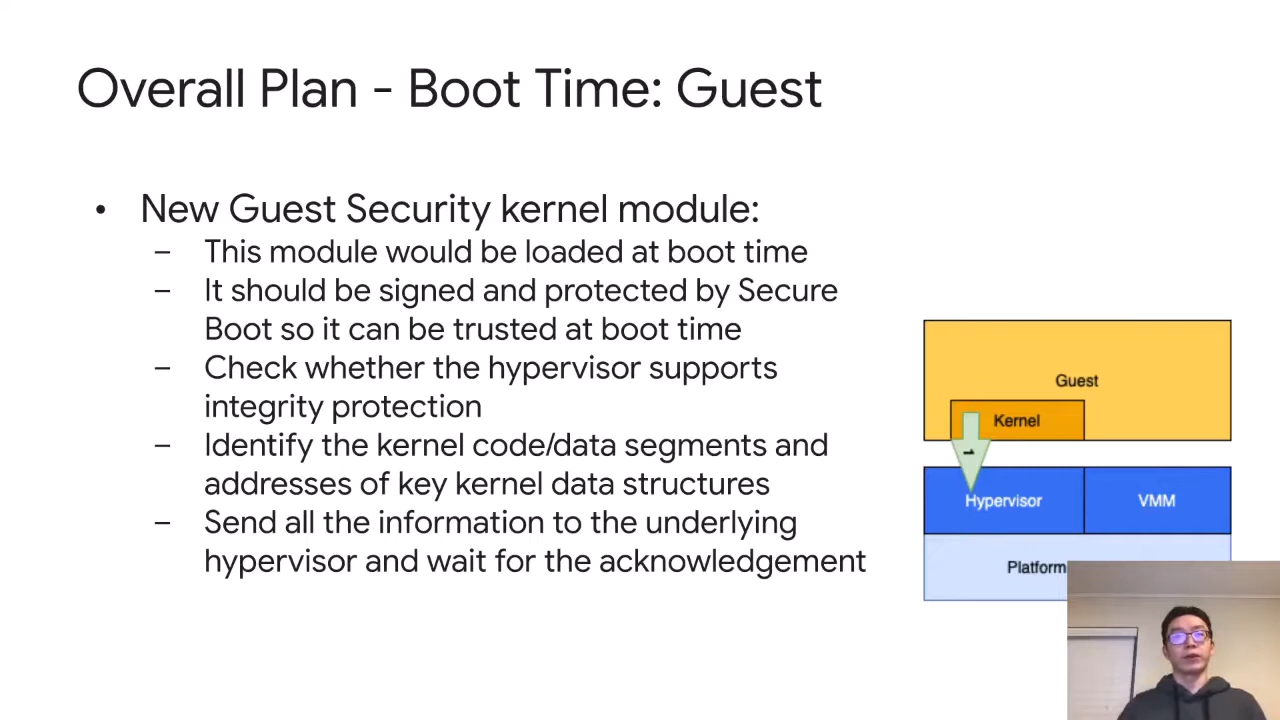 Overall Plan - Boot Time: Guest
• New Guest Security kernel module:
– This module would be loaded at boot time
– It should be signed and protected by Secure
Boot so it can be trusted at boot time
– Check whether the hypervisor supports
integrity protection
– Identify the kernel code/data segments and
addresses of key kernel data structures
– Send all the information to the underlying
hypervisor and wait for the acknowledgement
Guest
Kernel
1
Hypervisor
VMM
Platform